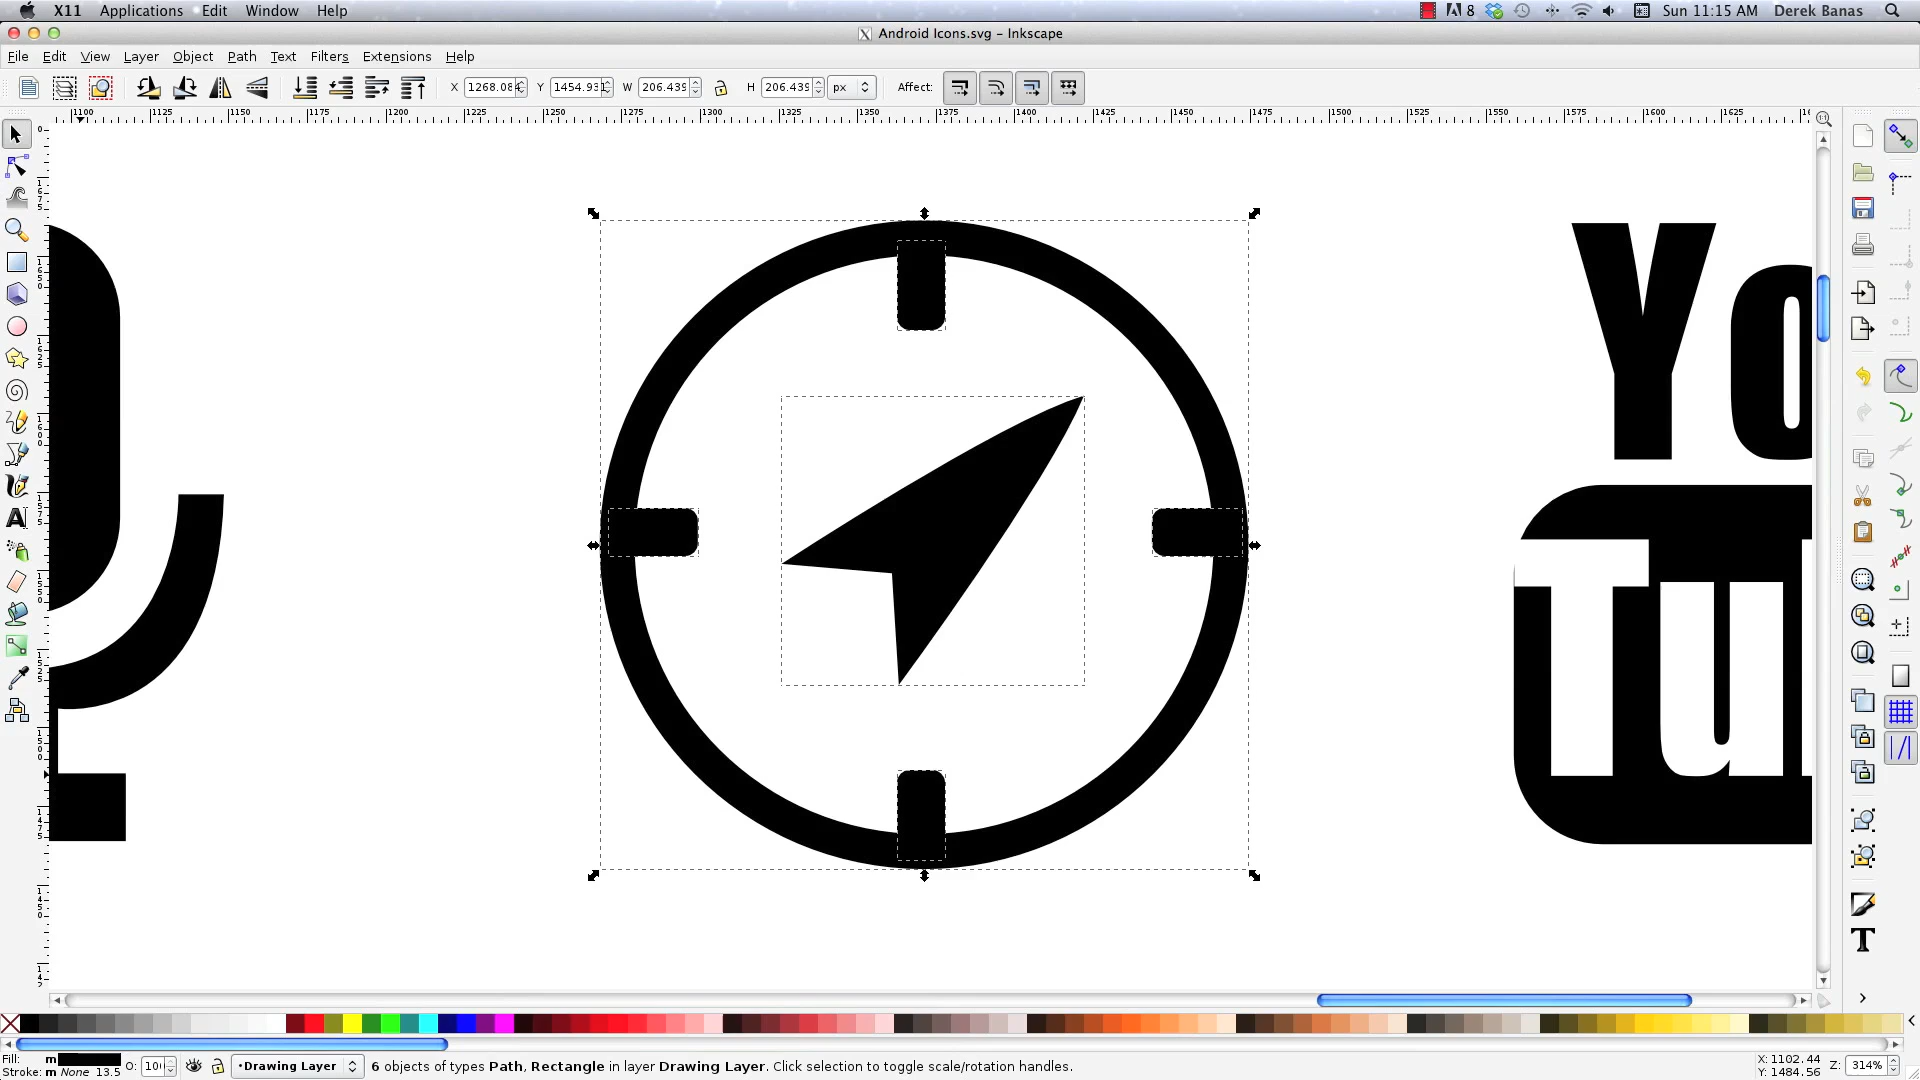 X11 Applications Edit Window Help
8 Sun 11:15 AM Derek Banas
Android Icons.svg - Inkscape
File Edit View Layer Object Path Text Filters Extensions Help
X 1268.08 Y 1454.93 W 206.439 H 206.439 px Affect:
1100 1125 1150 1175 1200 1225 1250 1275 1300 1325 1350 1375 1400 1425 1450 1475 1500 1525 1550 1575 1600 1625
Yo
Tu
Fill: m O: 10 •Drawing Layer 6 objects of types Path, Rectangle in layer Drawing Layer. Click selection to toggle scale/rotation handles. X: 1102.44 Z: 314%
Stroke: m None 13.5 Y: 1484.56